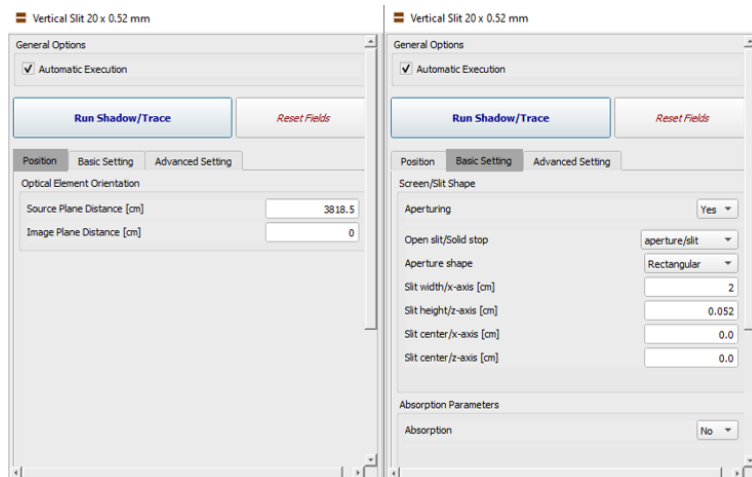 Vertical Slit 20 x 0.52 mm
General Options
Automatic Execution
Run Shadow/Trace
Reset Fields
Position
Basic Setting
Advanced Setting
Optical Element Orientation
Source Plane Distance [cm] 3818.5
Image Plane Distance [cm] 0
Vertical Slit 20 x 0.52 mm
General Options
Automatic Execution
Run Shadow/Trace
Reset Fields
Position
Basic Setting
Advanced Setting
Screen/Slit Shape
Aperturing Yes
Open slit/Solid stop aperture/slit
Aperture shape Rectangular
Slit width/x-axis [cm] 2
Slit height/z-axis [cm] 0.052
Slit center/x-axis [cm] 0.0
Slit center/z-axis [cm] 0.0
Absorption Parameters
Absorption No